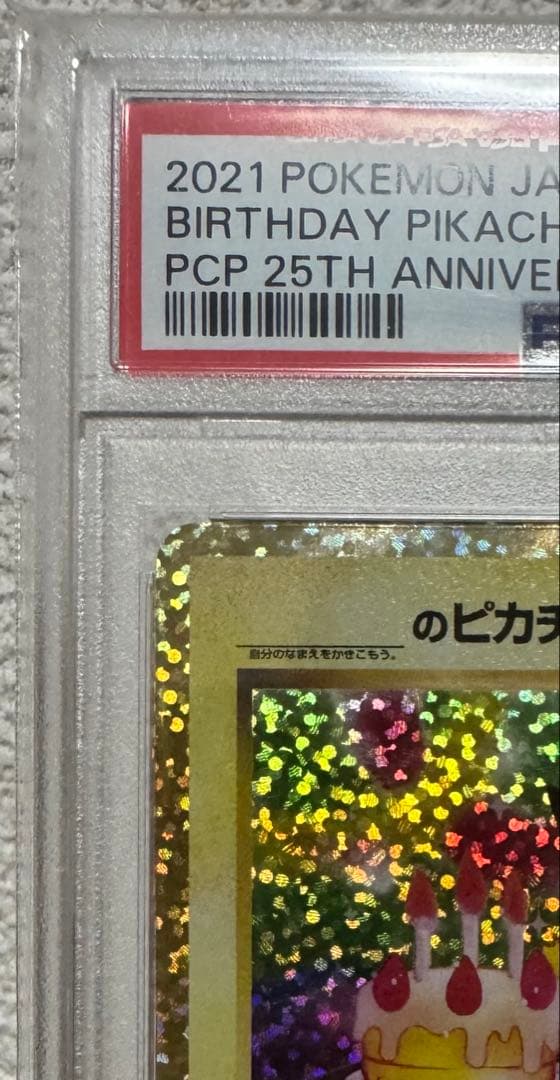 2021 POKEMON JA
BIRTHDAY PIKACH
PCP 25TH ANNIVE
のピカチ
自分のなまえをかきこもう。